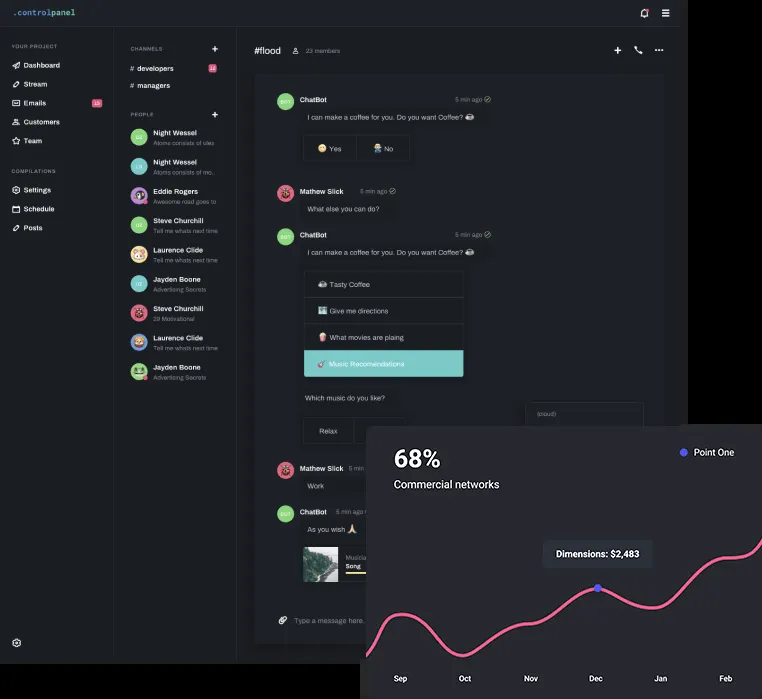 .controlpanel
YOUR PROJECT
Dashboard
Stream
Emails
Customers
Team
COMPILATIONS
Settings
Schedule
Posts
CHANNELS +
# developers
# managers
PEOPLE +
Night Wessel
Night Wessel
Atoms consists of mo..
Eddie Rogers
Awesome road goes to
Steve Churchill
Tell me whats next time
Laurence Clide
Tell me whats next time
Jayden Boone
Advertising Secrets
Steve Churchill
29 Motivational
Laurence Clide
Tell me whats next time
Jayden Boone
Advertising Secrets
#flood 23 members
ChatBot 5 min ago
I can make a coffee for you. Do you want Coffee?
Yes No
Mathew Slick 5 min ago
What else you can do?
BOT ChatBot 5 min ago
I can make a coffee for you. Do you want Coffee?
Tasty Coffee
Give me directions
What movies are plaing
Music Recomendations
Which music do you like?
(cloud)
Relax
Mathew Slick 5 min
Work
BOT ChatBot 5 min ago
As you wish
Musicia
Song
Type a message here.
68%
Commercial networks
Point One
Dimensions: $2,483
Sep Oct Nov Dec Jan Feb